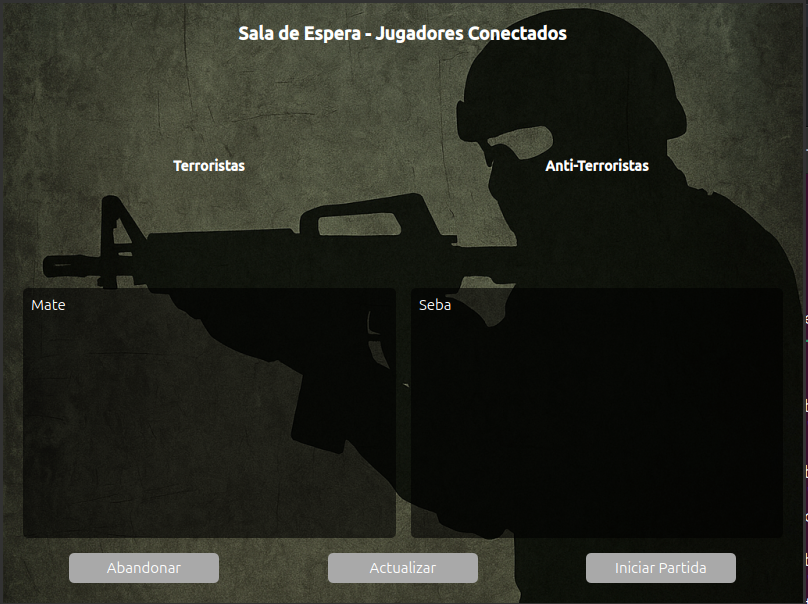 Sala de Espera - Jugadores Conectados
Terroristas
Anti-Terroristas
Mate
Seba
Abandonar
Actualizar
Iniciar Partida